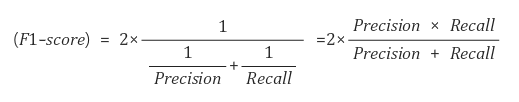 (F1–score) = 2× 1 / (1/Precision + 1/Recall) =2× (Precision × Recall) / (Precision + Recall)